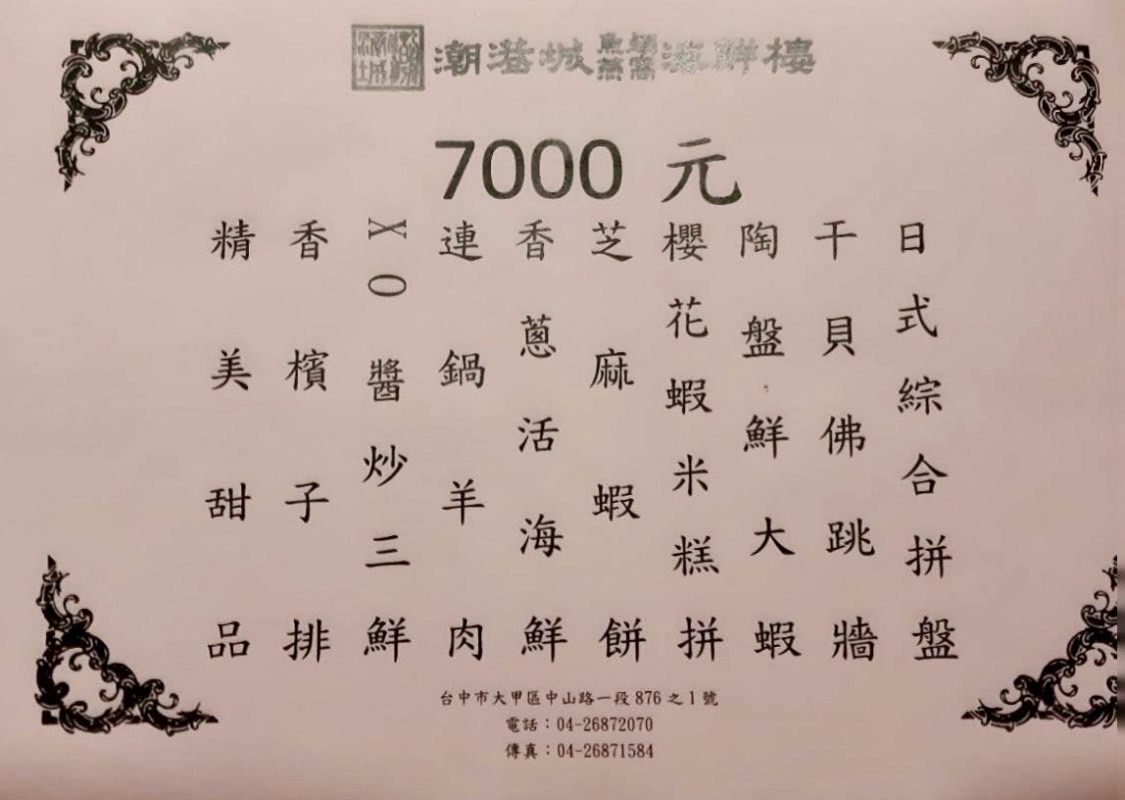 潮港城
海鮮樓
7000 元
日式綜合拼盤
干貝佛跳牆
陶盤鮮大蝦
櫻花蝦米糕拼
芝麻蝦餅
香蔥活海鮮
連鍋羊肉
XO醬炒三鮮
香檳子排
精美甜品
台中市大甲區中山路一段876之1號
電話：04-26872070
傳真：04-26871584